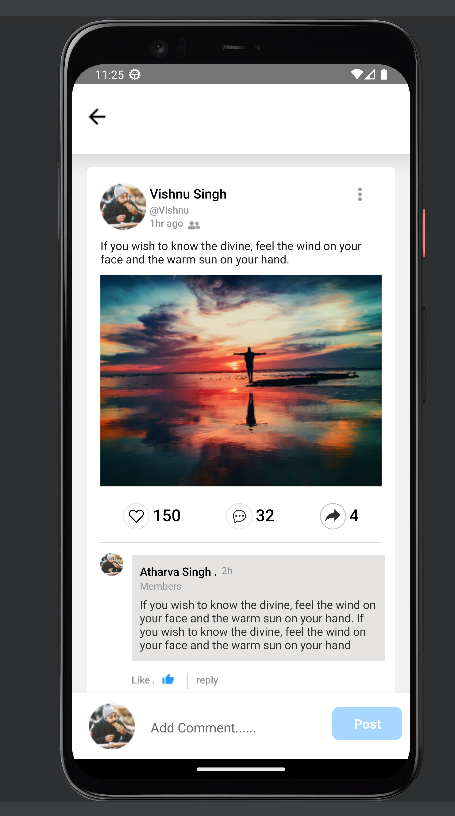 11:25
Vishnu Singh
@Vishnu
1hr ago
If you wish to know the divine, feel the wind on your
face and the warm sun on your hand.
150 32 4
Atharva Singh . 2h
Members
If you wish to know the divine, feel the wind on
your face and the warm sun on your hand. If
you wish to know the divine, feel the wind on
your face and the warm sun on your hand
Like . reply
Add Comment...... Post